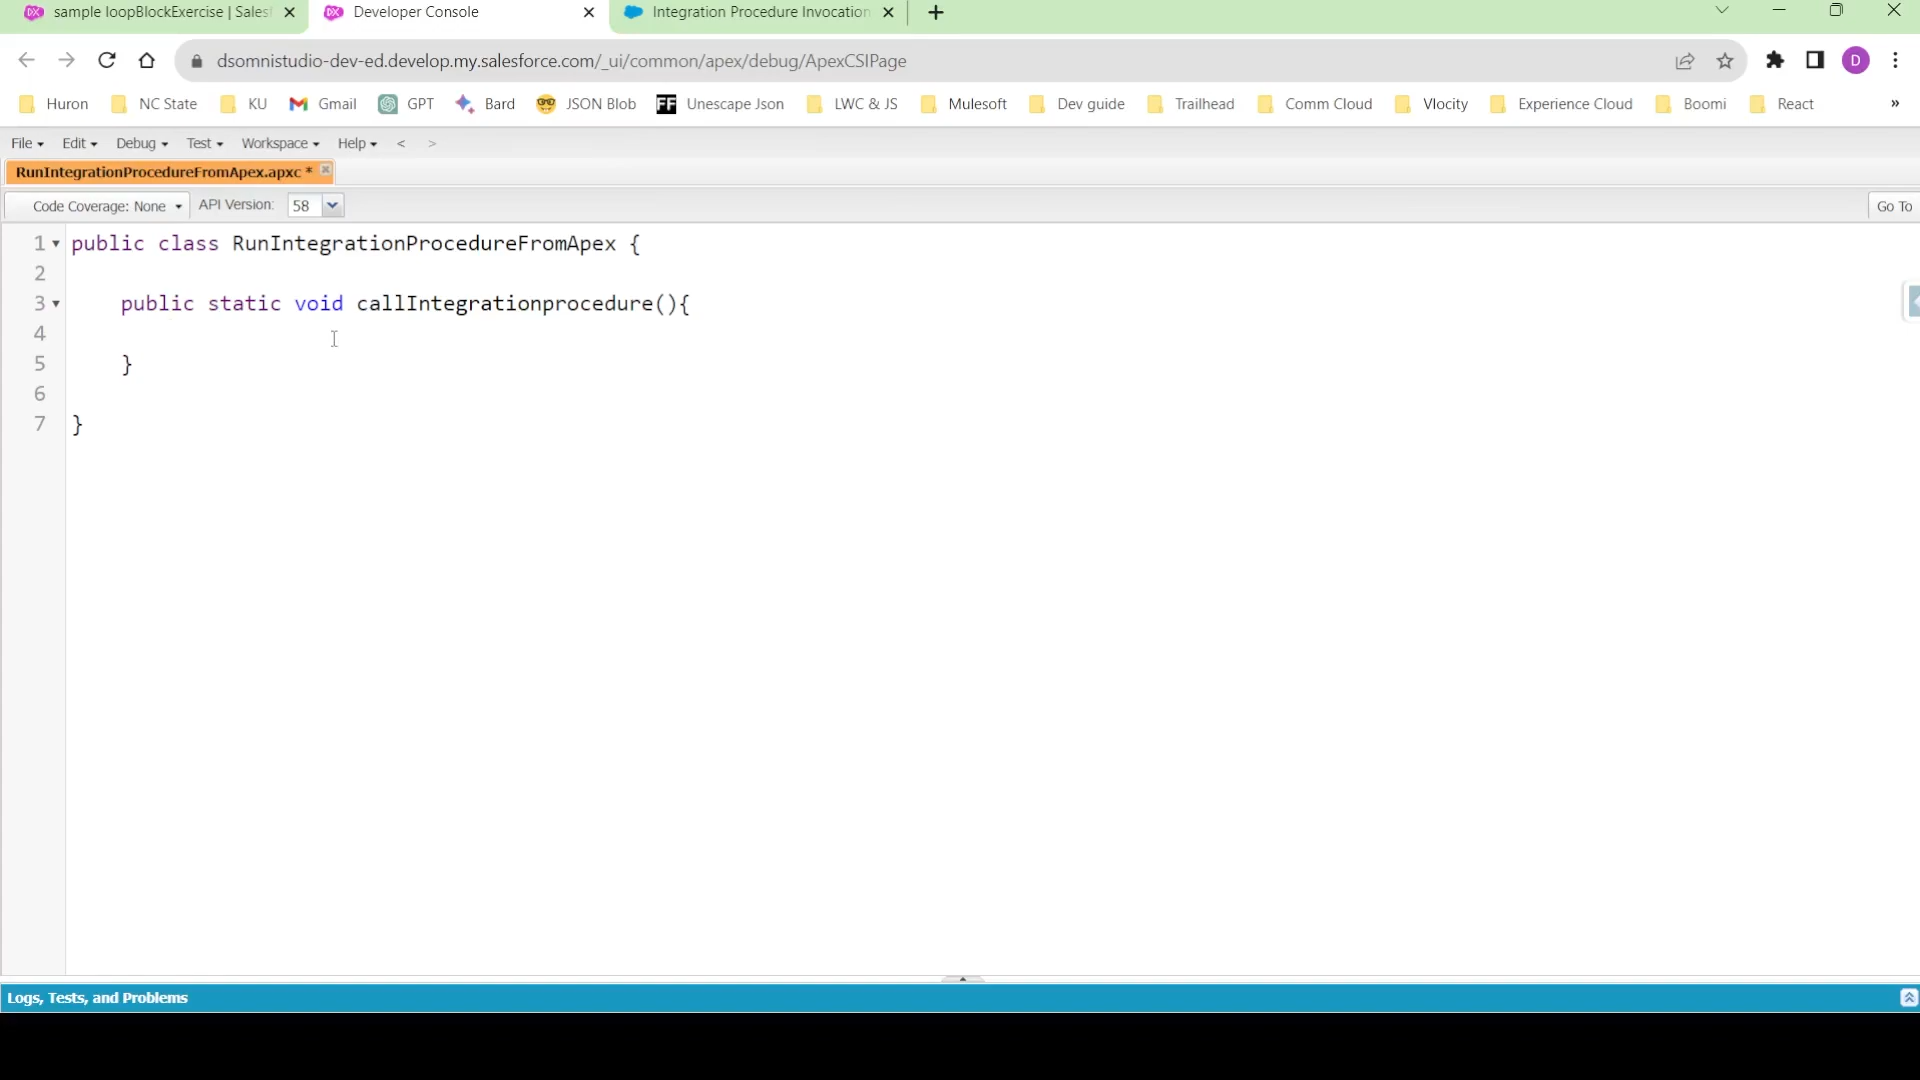 sample loopBlockExercise | Salesf
Developer Console
Integration Procedure Invocation
dsomnistudio-dev-ed.develop.my.salesforce.com/_ui/common/apex/debug/ApexCSIPage
D
Huron NC State KU Gmail GPT Bard JSON Blob FF Unescape Json LWC & JS Mulesoft Dev guide Trailhead Comm Cloud Vlocity Experience Cloud Boomi React »
File Edit Debug Test Workspace Help < >
RunIntegrationProcedureFromApex.apxc *
Code Coverage: None API Version: 58 Go To
1 public class RunIntegrationProcedureFromApex {
2
3 public static void callIntegrationprocedure(){
4
5 }
6
7 }
Logs, Tests, and Problems